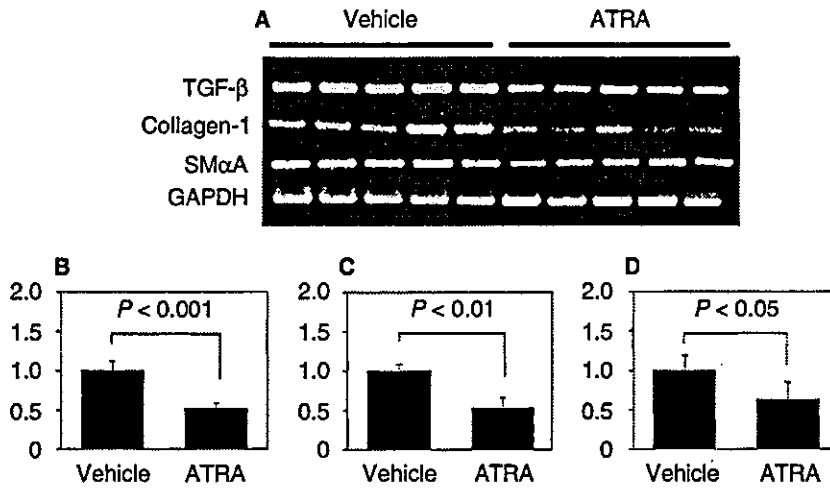 A Vehicle ATRA
TGF-β
Collagen-1
SMαA
GAPDH
B
2.0
1.5
1.0
0.5
0
P < 0.001
Vehicle ATRA
C
2.0
1.5
1.0
0.5
0
P < 0.01
Vehicle ATRA
D
2.0
1.5
1.0
0.5
0
P < 0.05
Vehicle ATRA